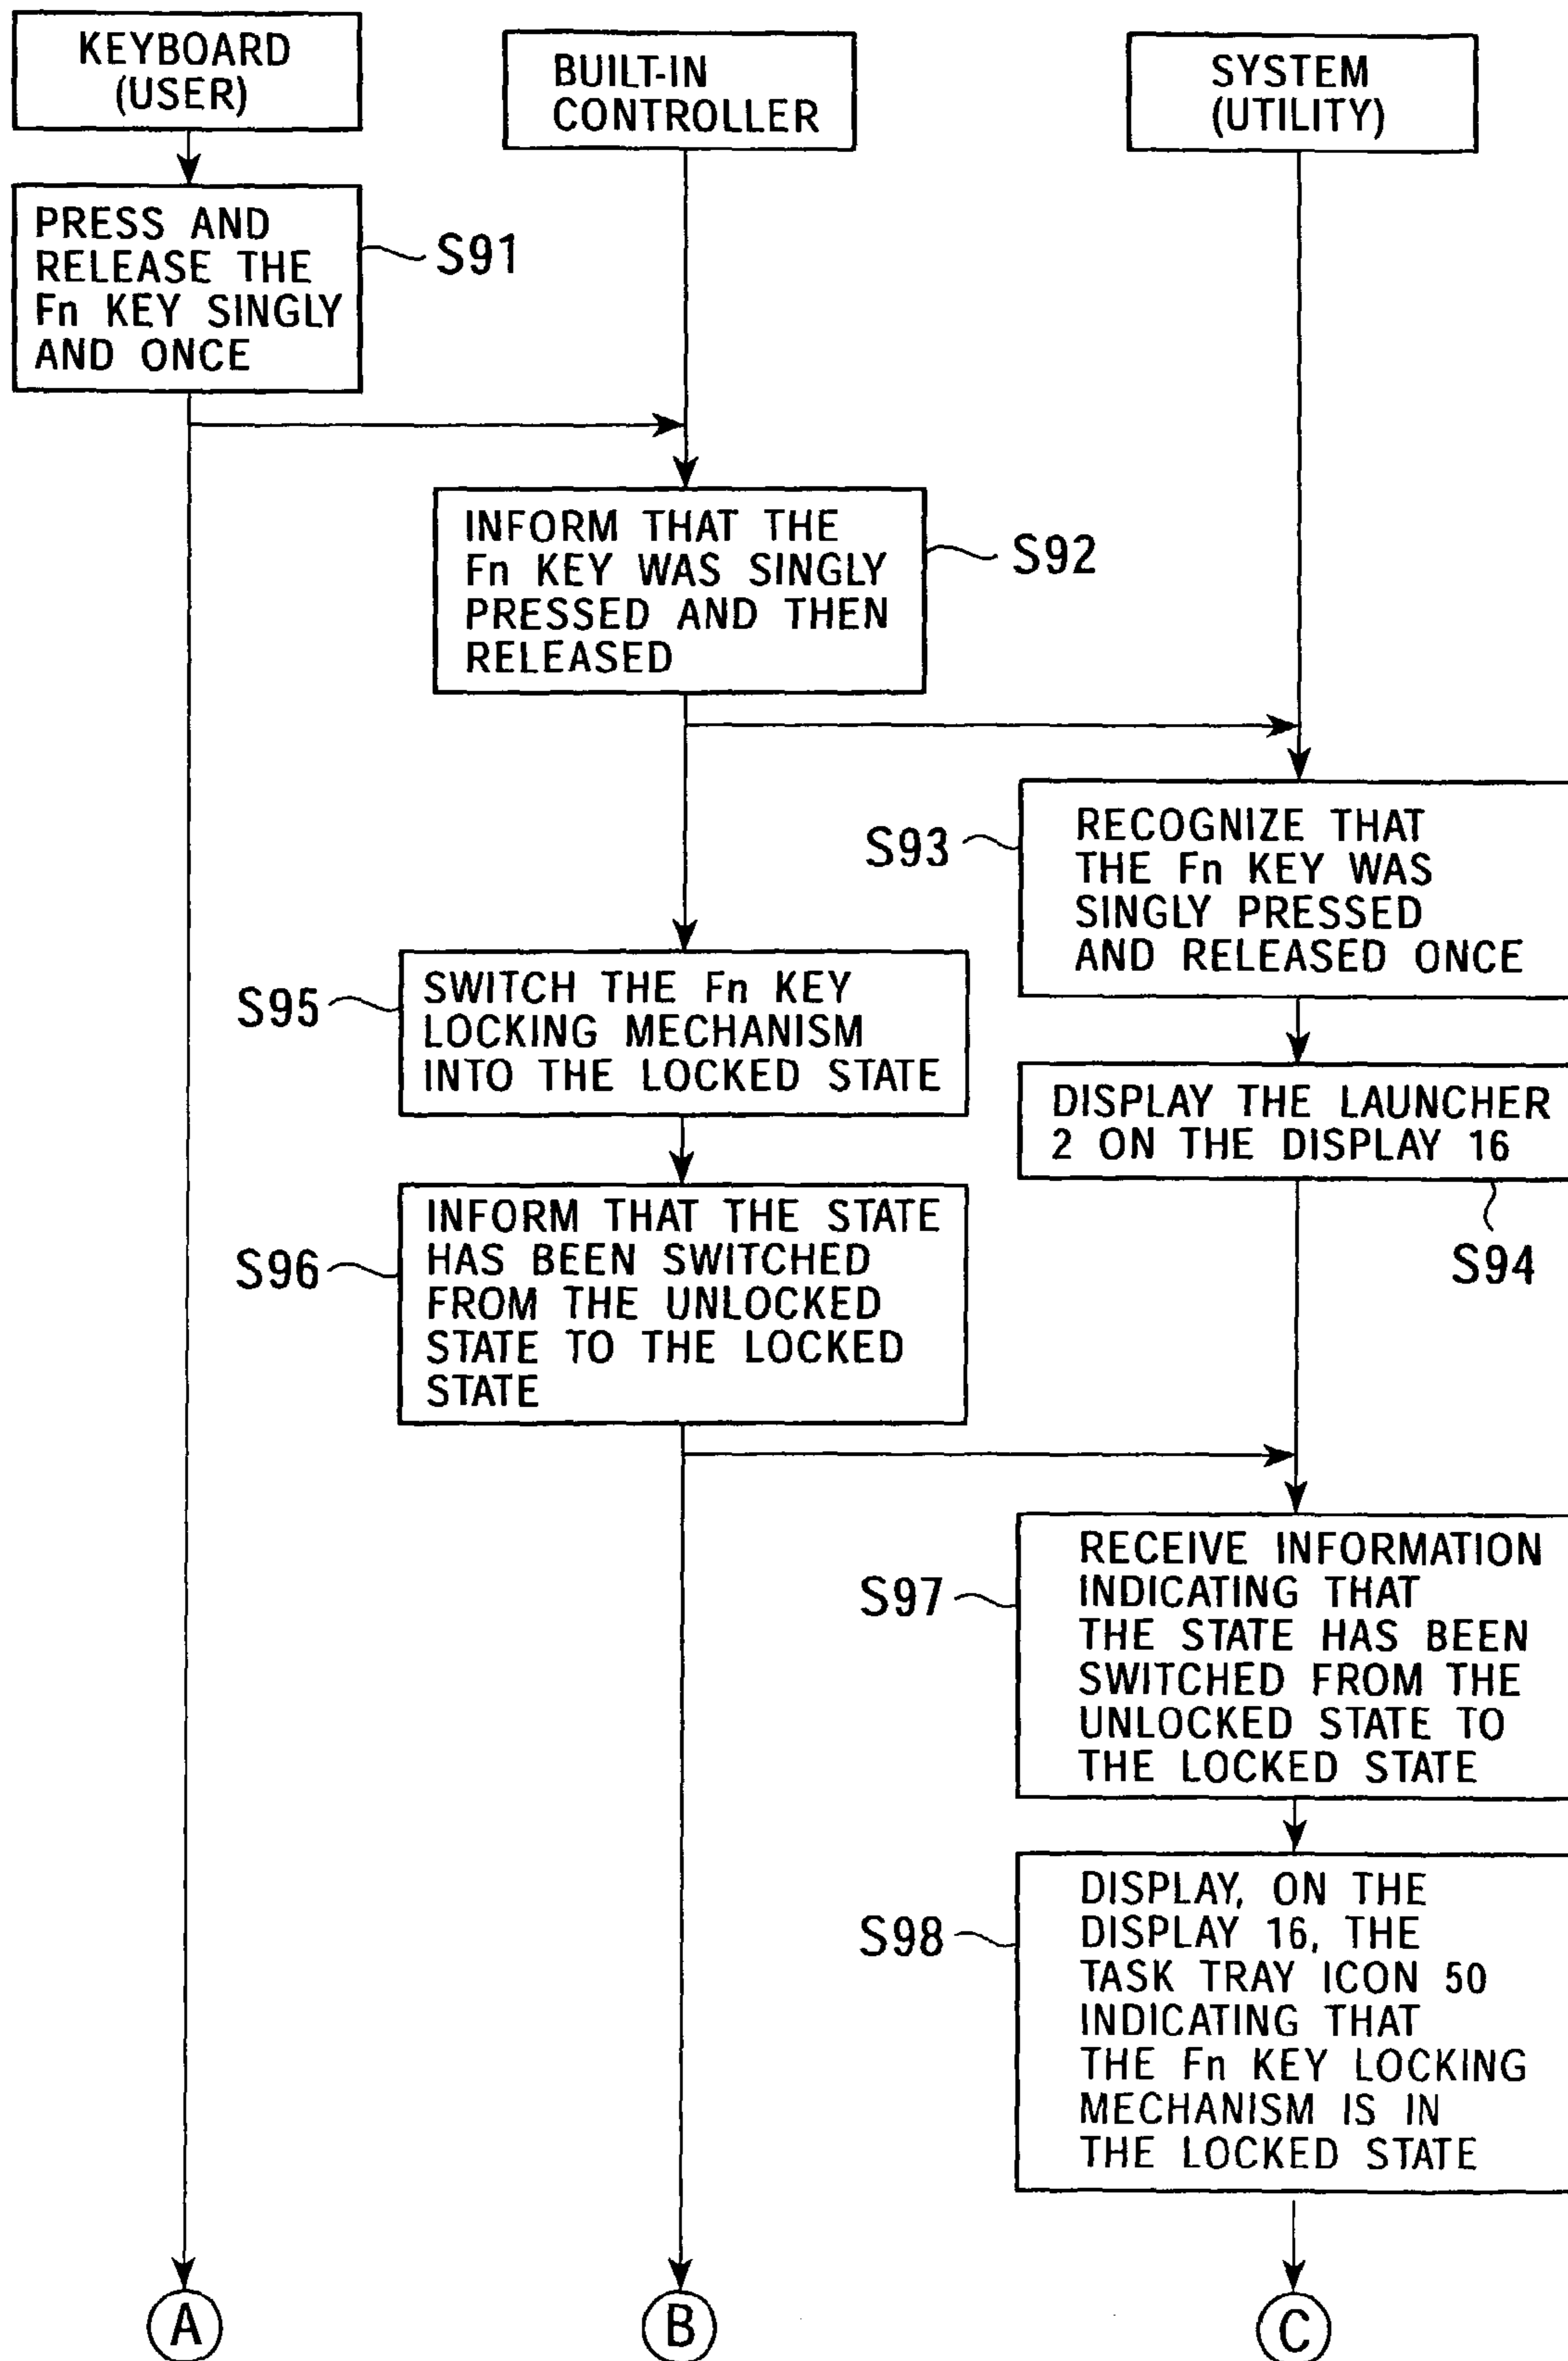 KEYBOARD
(USER)
BUILT-IN
CONTROLLER
SYSTEM
(UTILITY)
PRESS AND
RELEASE THE
Fn KEY SINGLY
AND ONCE
S91
INFORM THAT THE
Fn KEY WAS SINGLY
PRESSED AND THEN
RELEASED
S92
S93
RECOGNIZE THAT
THE Fn KEY WAS
SINGLY PRESSED
AND RELEASED ONCE
S95
SWITCH THE Fn KEY
LOCKING MECHANISM
INTO THE LOCKED STATE
DISPLAY THE LAUNCHER
2 ON THE DISPLAY 16
S94
S96
INFORM THAT THE STATE
HAS BEEN SWITCHED
FROM THE UNLOCKED
STATE TO THE LOCKED
STATE
S97
RECEIVE INFORMATION
INDICATING THAT
THE STATE HAS BEEN
SWITCHED FROM THE
UNLOCKED STATE TO
THE LOCKED STATE
S98
DISPLAY, ON THE
DISPLAY 16, THE
TASK TRAY ICON 50
INDICATING THAT
THE Fn KEY LOCKING
MECHANISM IS IN
THE LOCKED STATE
A
B
C